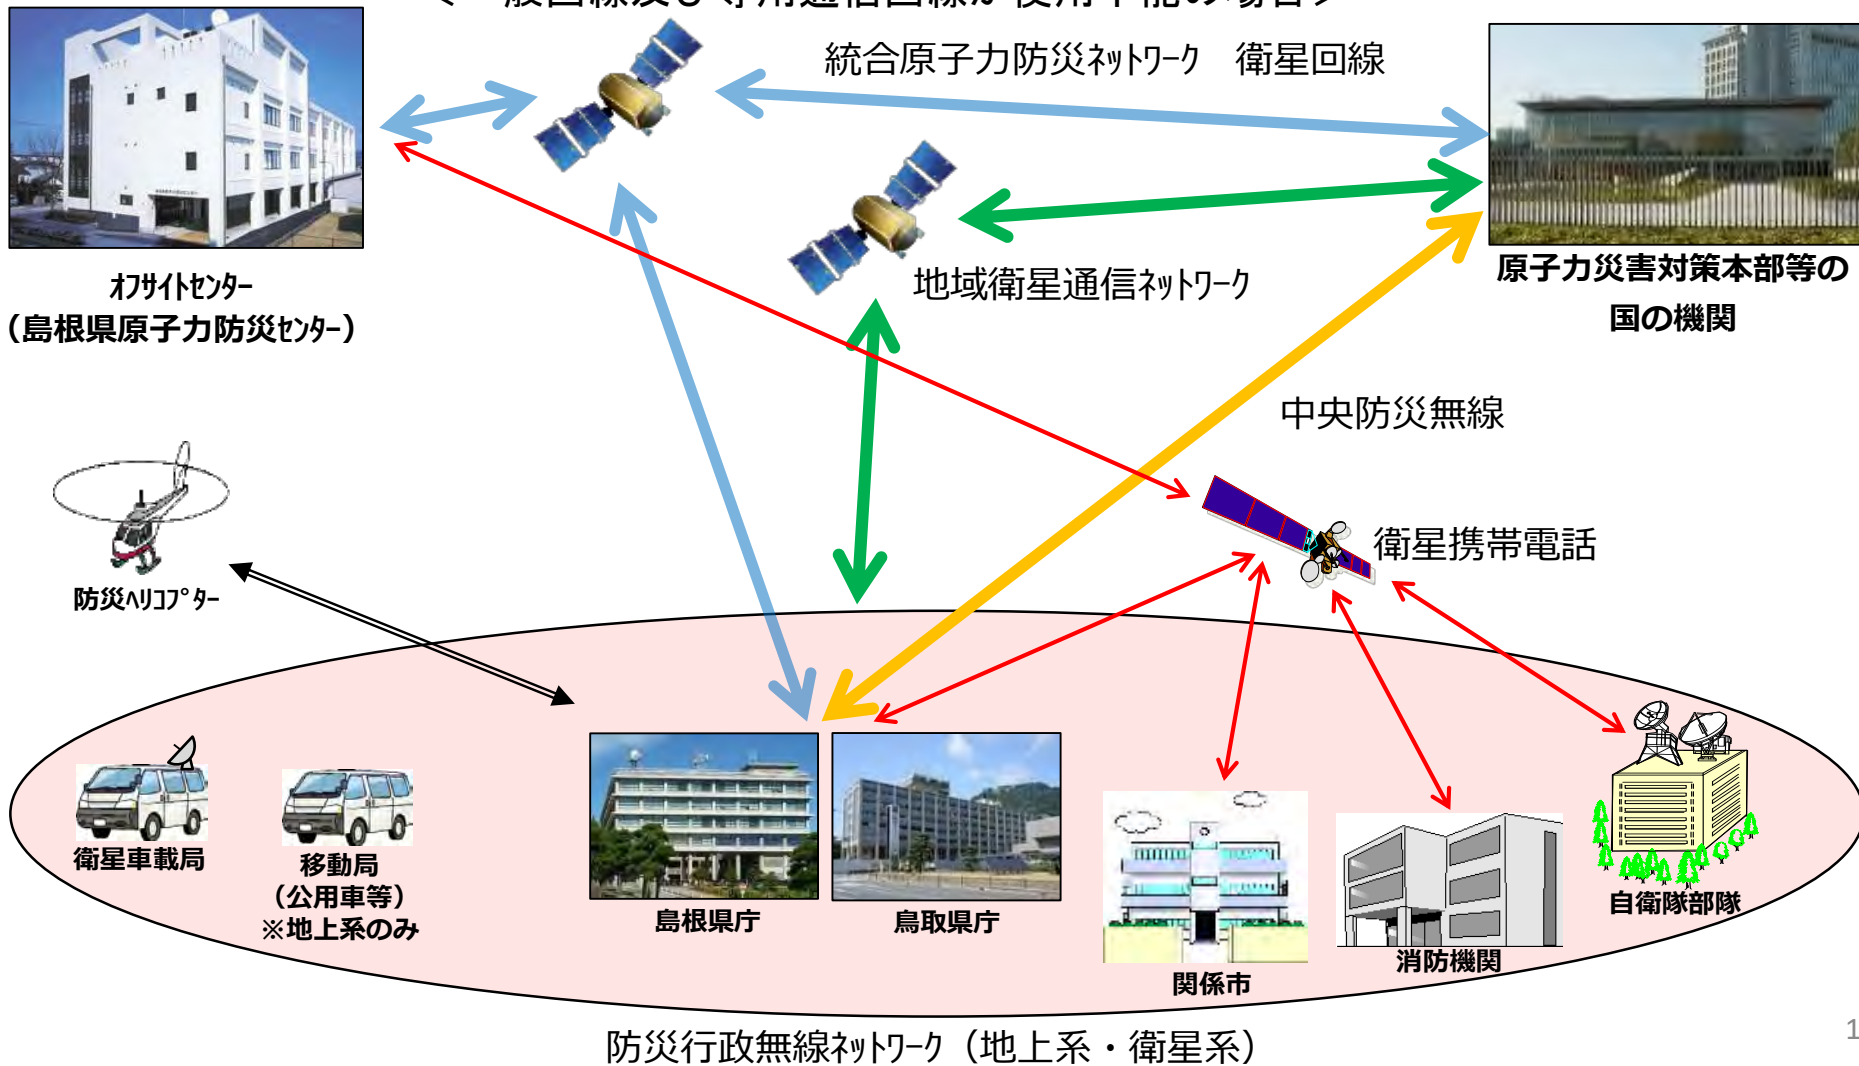 統合原子力防災ﾈｯﾄﾜｰｸ　衛星回線
地域衛星通信ﾈｯﾄﾜｰｸ
ｵﾌｻｲﾄｾﾝﾀｰ
（島根県原子力防災ｾﾝﾀｰ）
原子力災害対策本部等の
国の機関
中央防災無線
衛星携帯電話
防災ﾍﾘｺﾌﾟﾀｰ
衛星車載局
移動局
（公用車等）
※地上系のみ
島根県庁
鳥取県庁
関係市
消防機関
自衛隊部隊
防災行政無線ﾈｯﾄﾜｰｸ（地上系・衛星系）
1